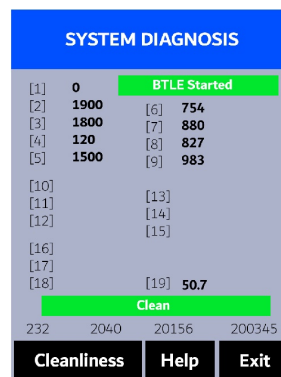 SYSTEM DIAGNOSIS
[1] 0 BTLE Started
[2] 1900 [6] 754
[3] 1800 [7] 880
[4] 120 [8] 827
[5] 1500 [9] 983
[10] [13]
[11] [14]
[12] [15]
[16]
[17]
[18] [19] 50.7
Clean
232 2040 20156 200345
Cleanliness Help Exit